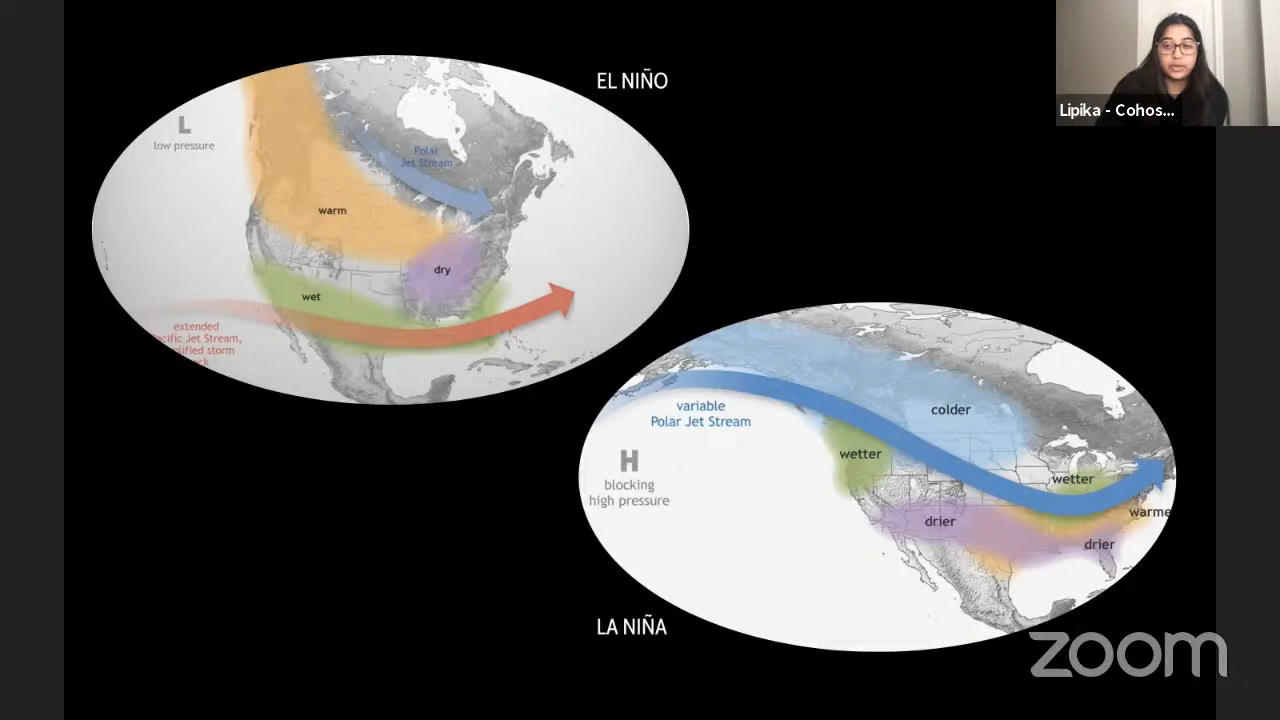 EL NIÑO
L
low pressure
Polar
Jet Stream
warm
dry
wet
extended
Jet Stream,
storm
Lipika - Cohos...
variable
Polar Jet Stream
colder
wetter
H
blocking
high pressure
wetter
warme
drier
drier
LA NIÑA
zoom